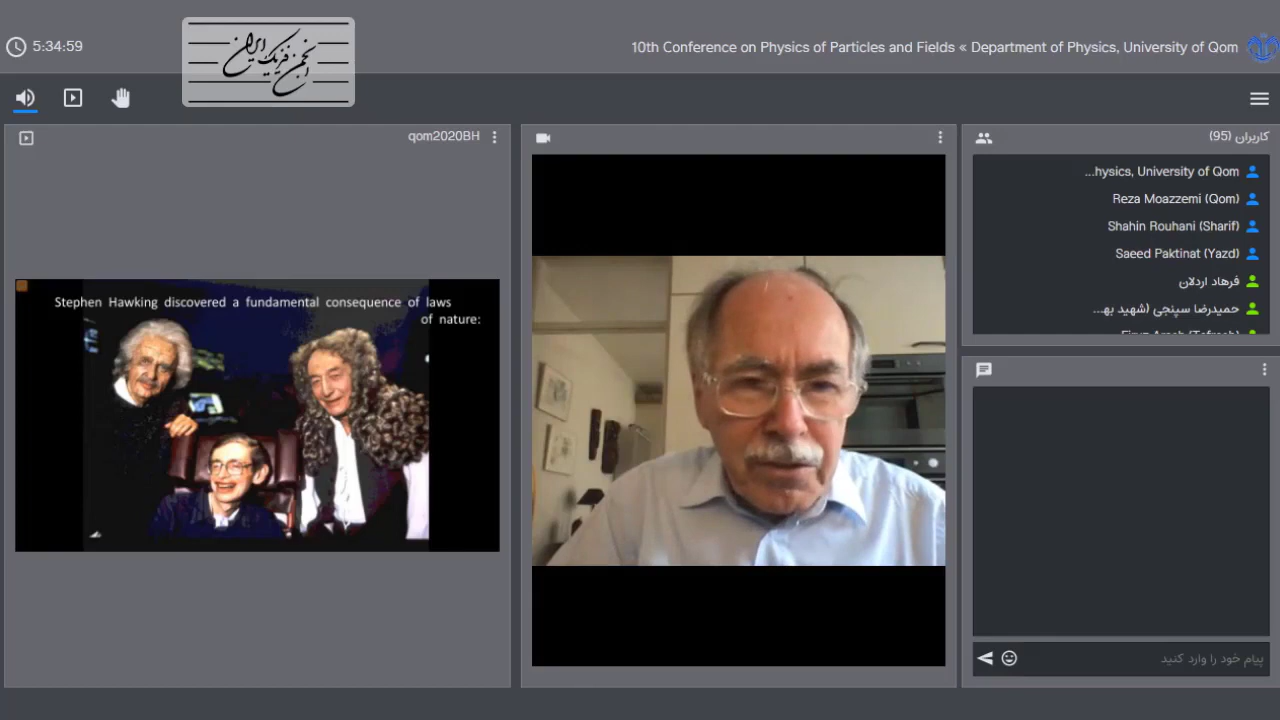 5:34:59
انجمن فیزیک ایران
10th Conference on Physics of Particles and Fields « Department of Physics, University of Qom
qom2020BH
Stephen Hawking discovered a fundamental consequence of laws
of nature:
کاربران (95)
...hysics, University of Qom
Reza Moazzemi (Qom)
Shahin Rouhani (Sharif)
Saeed Paktinat (Yazd)
فرهاد اردلان
حمیدرضا سپنجی (شهید بهـ...
پیام خود را وارد کنید